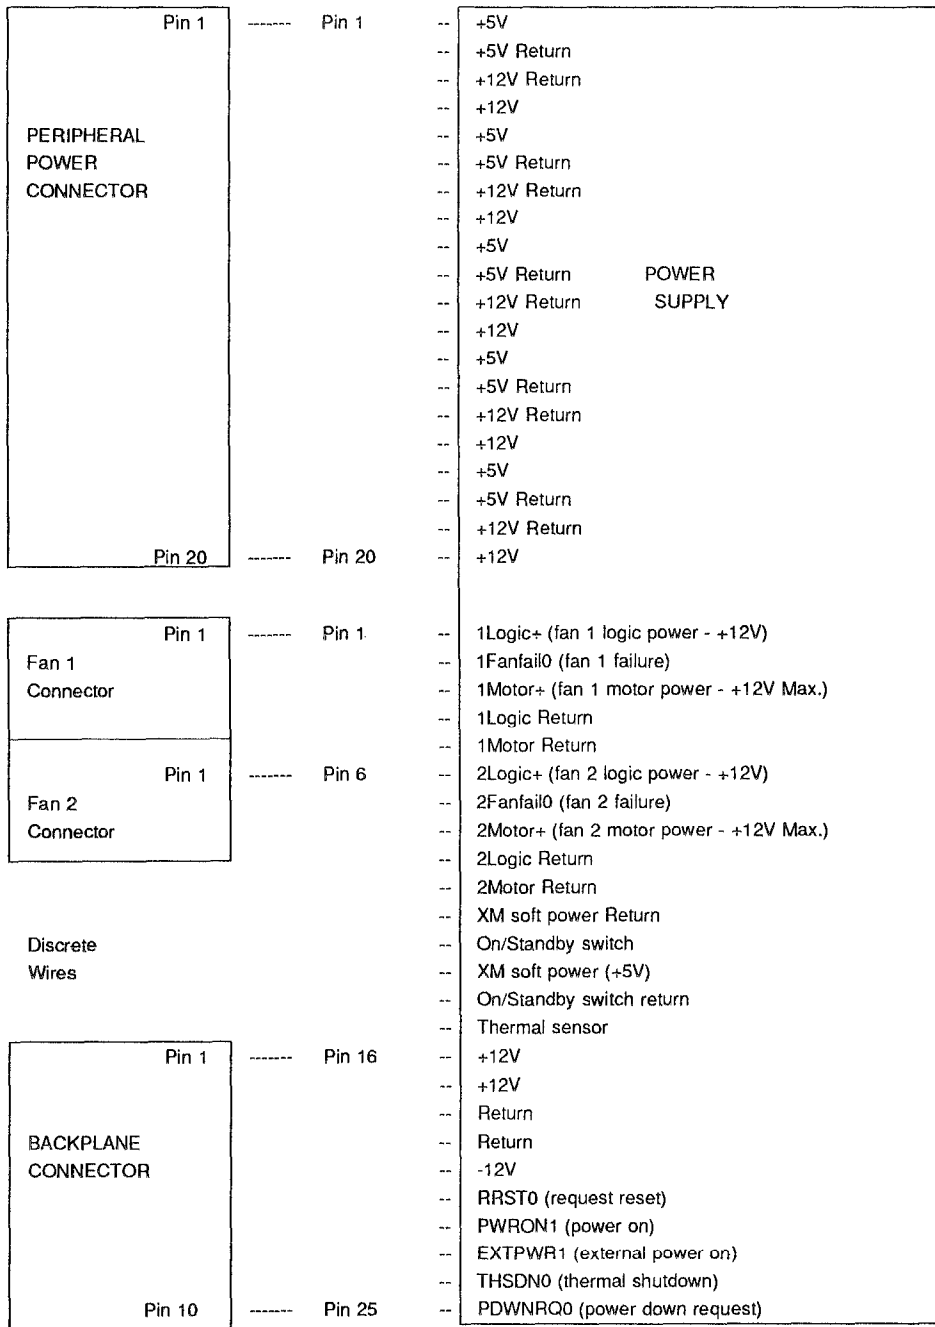 Pin 1 ------- Pin 1 -- +5V
-- +5V Return
-- +12V Return
-- +12V
PERIPHERAL -- +5V
POWER -- +5V Return
CONNECTOR -- +12V Return
-- +12V
-- +5V
-- +5V Return POWER
-- +12V Return SUPPLY
-- +12V
-- +5V
-- +5V Return
-- +12V Return
-- +12V
-- +5V
-- +5V Return
-- +12V Return
Pin 20 ------- Pin 20 -- +12V
Pin 1 ------- Pin 1 -- 1Logic+ (fan 1 logic power - +12V)
Fan 1 -- 1Fanfail0 (fan 1 failure)
Connector -- 1Motor+ (fan 1 motor power - +12V Max.)
-- 1Logic Return
-- 1Motor Return
Pin 1 ------- Pin 6 -- 2Logic+ (fan 2 logic power - +12V)
Fan 2 -- 2Fanfail0 (fan 2 failure)
Connector -- 2Motor+ (fan 2 motor power - +12V Max.)
-- 2Logic Return
-- 2Motor Return
-- XM soft power Return
Discrete -- On/Standby switch
Wires -- XM soft power (+5V)
-- On/Standby switch return
-- Thermal sensor
Pin 1 ------- Pin 16 -- +12V
-- +12V
-- Return
BACKPLANE -- Return
CONNECTOR -- -12V
-- RRST0 (request reset)
-- PWRON1 (power on)
-- EXTPWR1 (external power on)
-- THSDN0 (thermal shutdown)
Pin 10 ------- Pin 25 -- PDWNRQ0 (power down request)